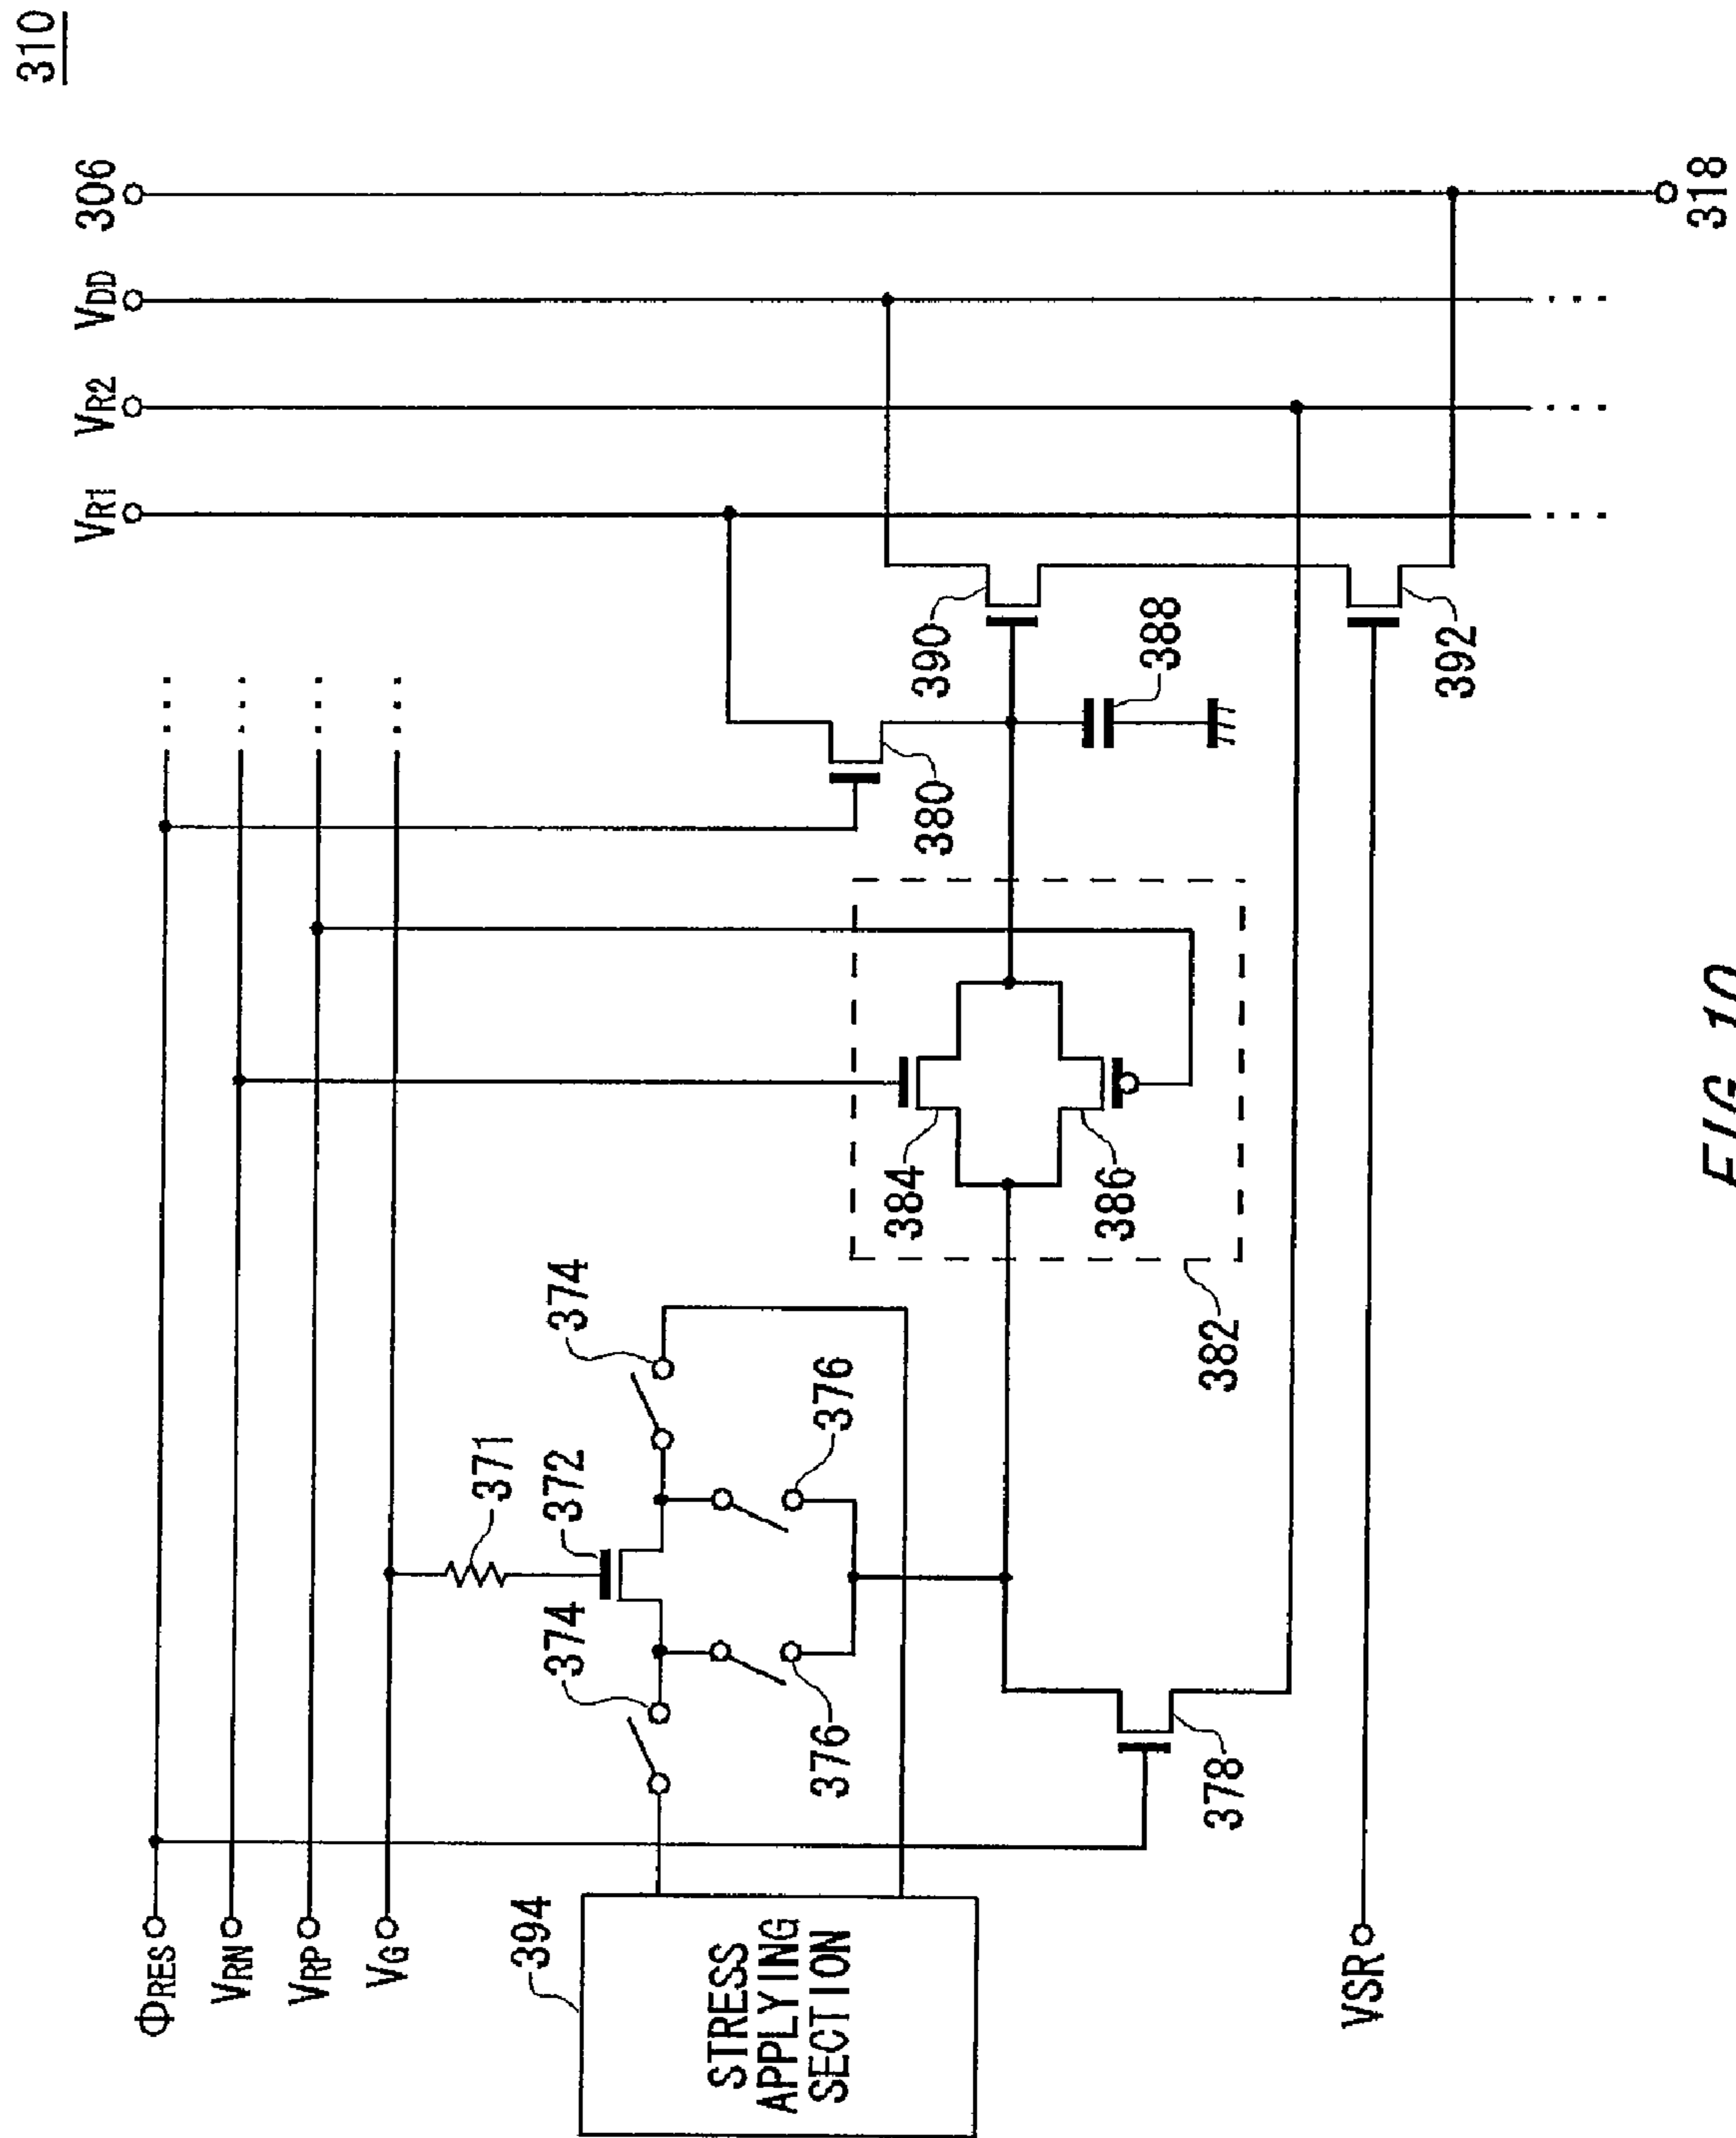 310
ΦRES
VRN
VRP
VG
VR1
VR2
VDD
306
394
STRESS
APPLYING
SECTION
374
371
372
374
376
376
378
382
384
386
380
390
388
392
VSR
318
FIG. 10